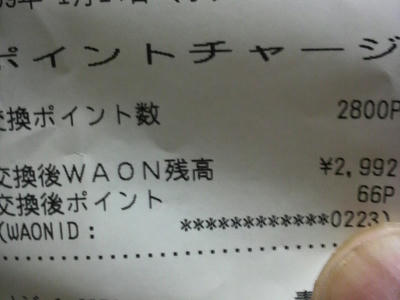 ポイントチャージ
交換ポイント数 2800P
交換後WAON残高 ¥2,992
交換後ポイント 66P
(WAONID: ************0223)